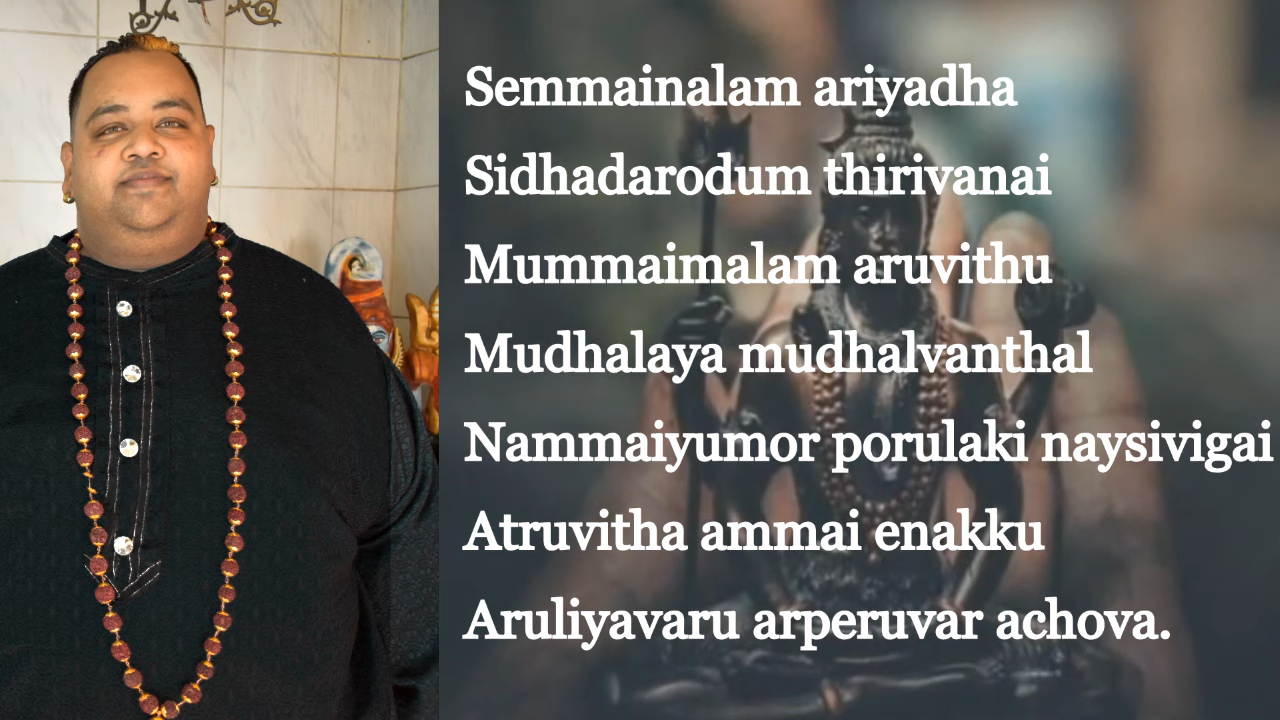 Semmainalam ariyadha
Sidhadarodum thirivanai
Mummaimalam aruvithu
Mudhalaya mudhalvanthal
Nammaiyumor porulaki naysivigai
Atruvitha ammai enakku
Aruliyavaru arperuvar achova.